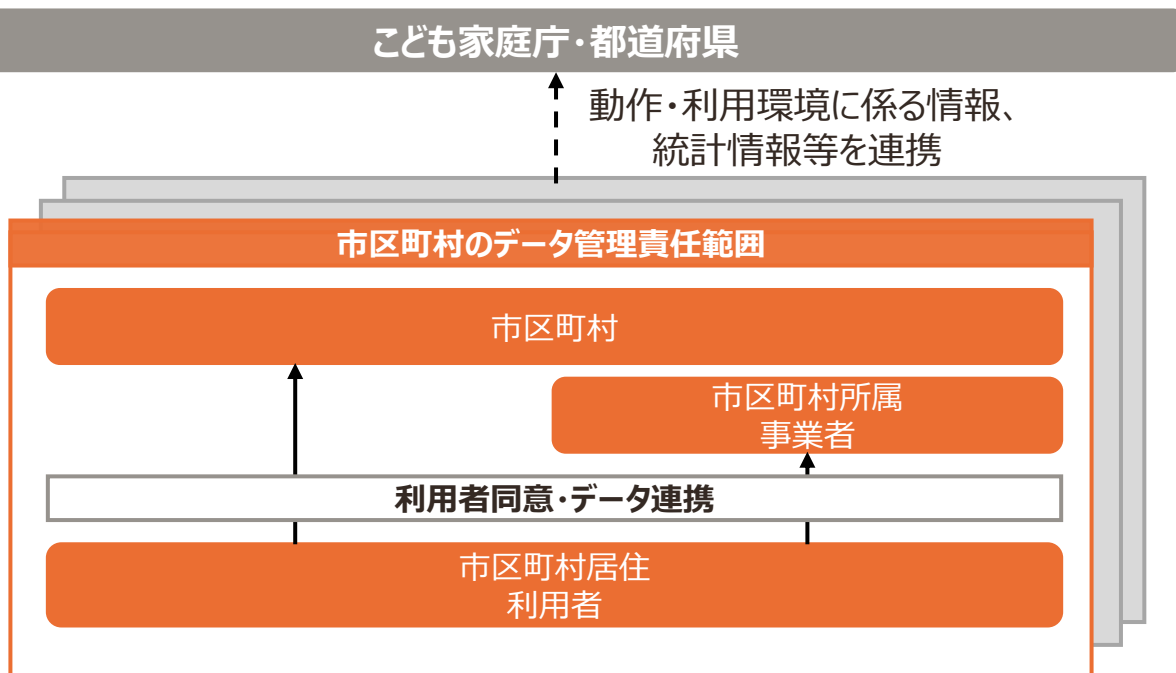 こども家庭庁・都道府県
動作・利用環境に係る情報、
統計情報等を連携
市区町村のデータ管理責任範囲
市区町村
市区町村所属
事業者
利用者同意・データ連携
市区町村居住
利用者